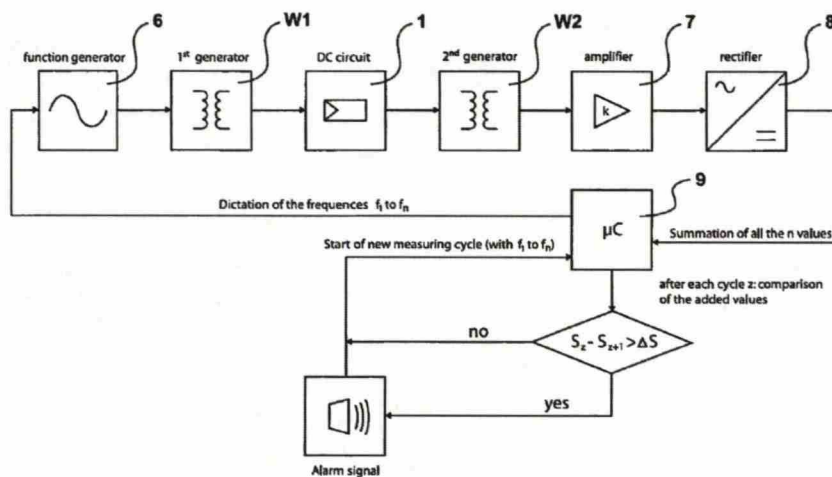 6
W1
1
W2
7
8
function generator
1st generator
DC circuit
2nd generator
amplifier
rectifier
k
9
Dictation of the frequences f1 to fn
μC
Summation of all the n values
Start of new measuring cycle (with f1 to fn)
after each cycle z: comparison
of the added values
no
Sz - Sz+1 > ΔS
yes
Alarm signal